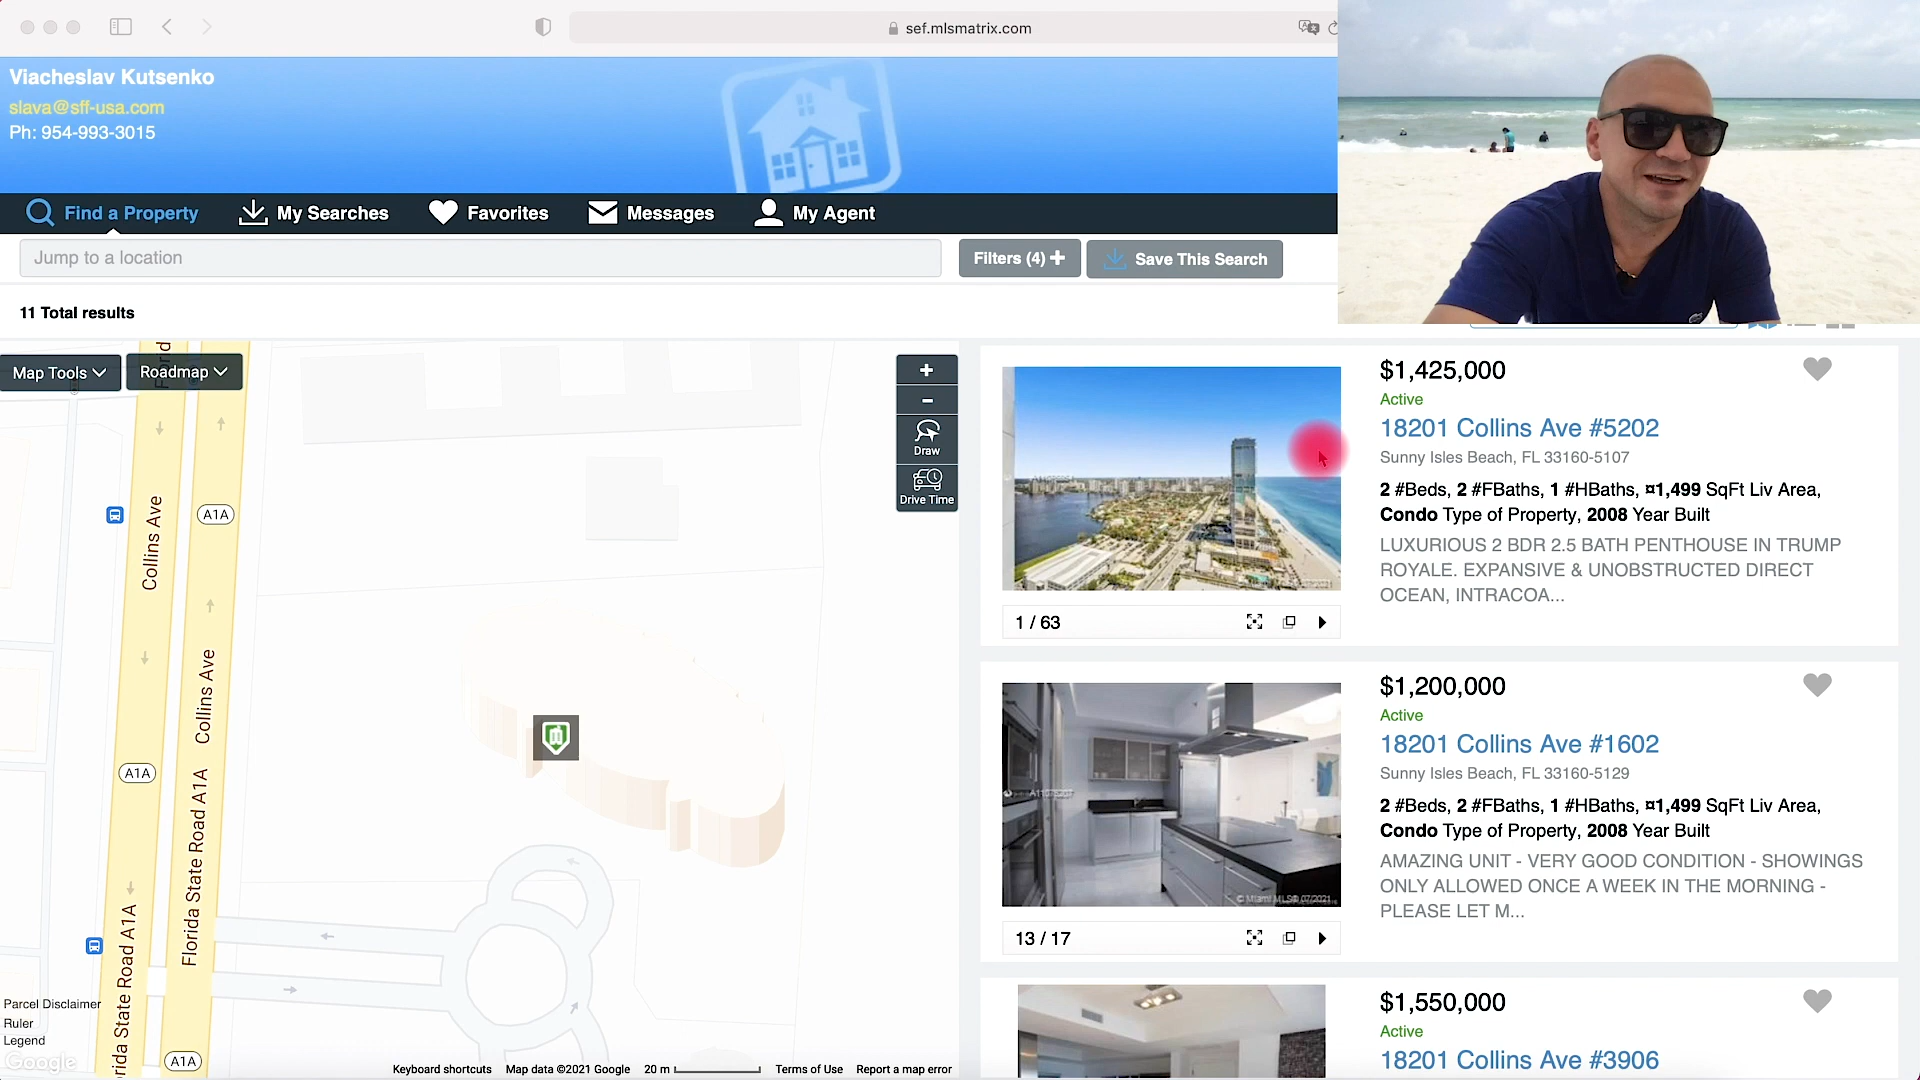 sef.mlsmatrix.com
Viacheslav Kutsenko
slava@sff-usa.com
Ph: 954-993-3015
Find a Property
My Searches
Favorites
Messages
My Agent
Jump to a location
Filters (4)
Save This Search
11 Total results
Map Tools
Roadmap
+
−
Draw
Drive Time
Collins Ave
A1A
Collins Ave
A1A
Florida State Road A1A
A1A
Parcel Disclaimer
Ruler
Legend
Google
Keyboard shortcuts
Map data ©2021 Google
20 m
Terms of Use
Report a map error
$1,425,000
Active
18201 Collins Ave #5202
Sunny Isles Beach, FL 33160-5107
2 #Beds, 2 #FBaths, 1 #HBaths, ¤1,499 SqFt Liv Area,
Condo Type of Property, 2008 Year Built
LUXURIOUS 2 BDR 2.5 BATH PENTHOUSE IN TRUMP
ROYALE. EXPANSIVE & UNOBSTRUCTED DIRECT
OCEAN, INTRACOA...
1 / 63
$1,200,000
Active
18201 Collins Ave #1602
Sunny Isles Beach, FL 33160-5129
2 #Beds, 2 #FBaths, 1 #HBaths, ¤1,499 SqFt Liv Area,
Condo Type of Property, 2008 Year Built
AMAZING UNIT - VERY GOOD CONDITION - SHOWINGS
ONLY ALLOWED ONCE A WEEK IN THE MORNING -
PLEASE LET M...
© Miami MLS® 07/2021
13 / 17
$1,550,000
Active
18201 Collins Ave #3906